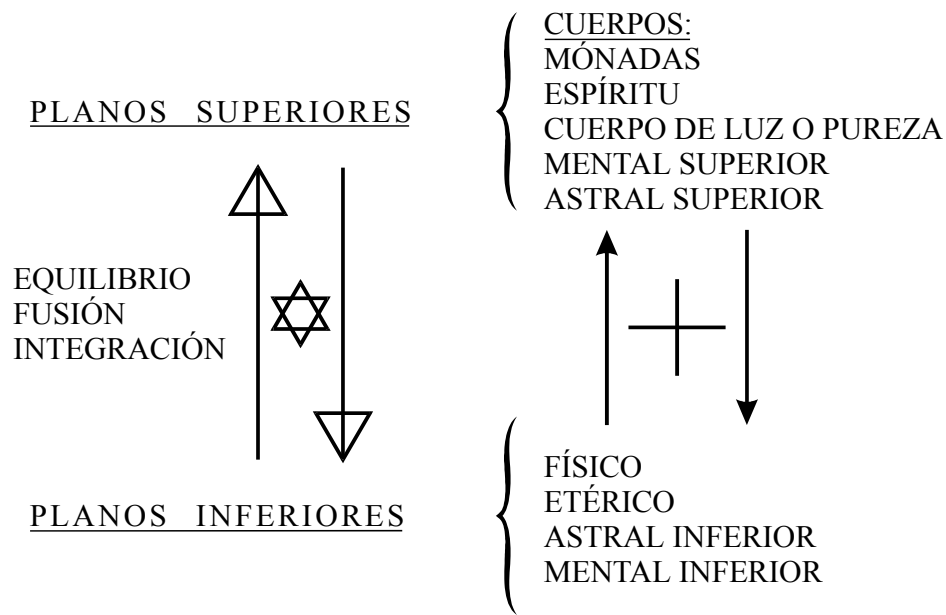 CUERPOS:
MÓNADAS
ESPÍRITU
PLANOS SUPERIORES
CUERPO DE LUZ O PUREZA
MENTAL SUPERIOR
ASTRAL SUPERIOR
EQUILIBRIO
FUSIÓN
INTEGRACIÓN
FÍSICO
ETÉRICO
PLANOS INFERIORES
ASTRAL INFERIOR
MENTAL INFERIOR